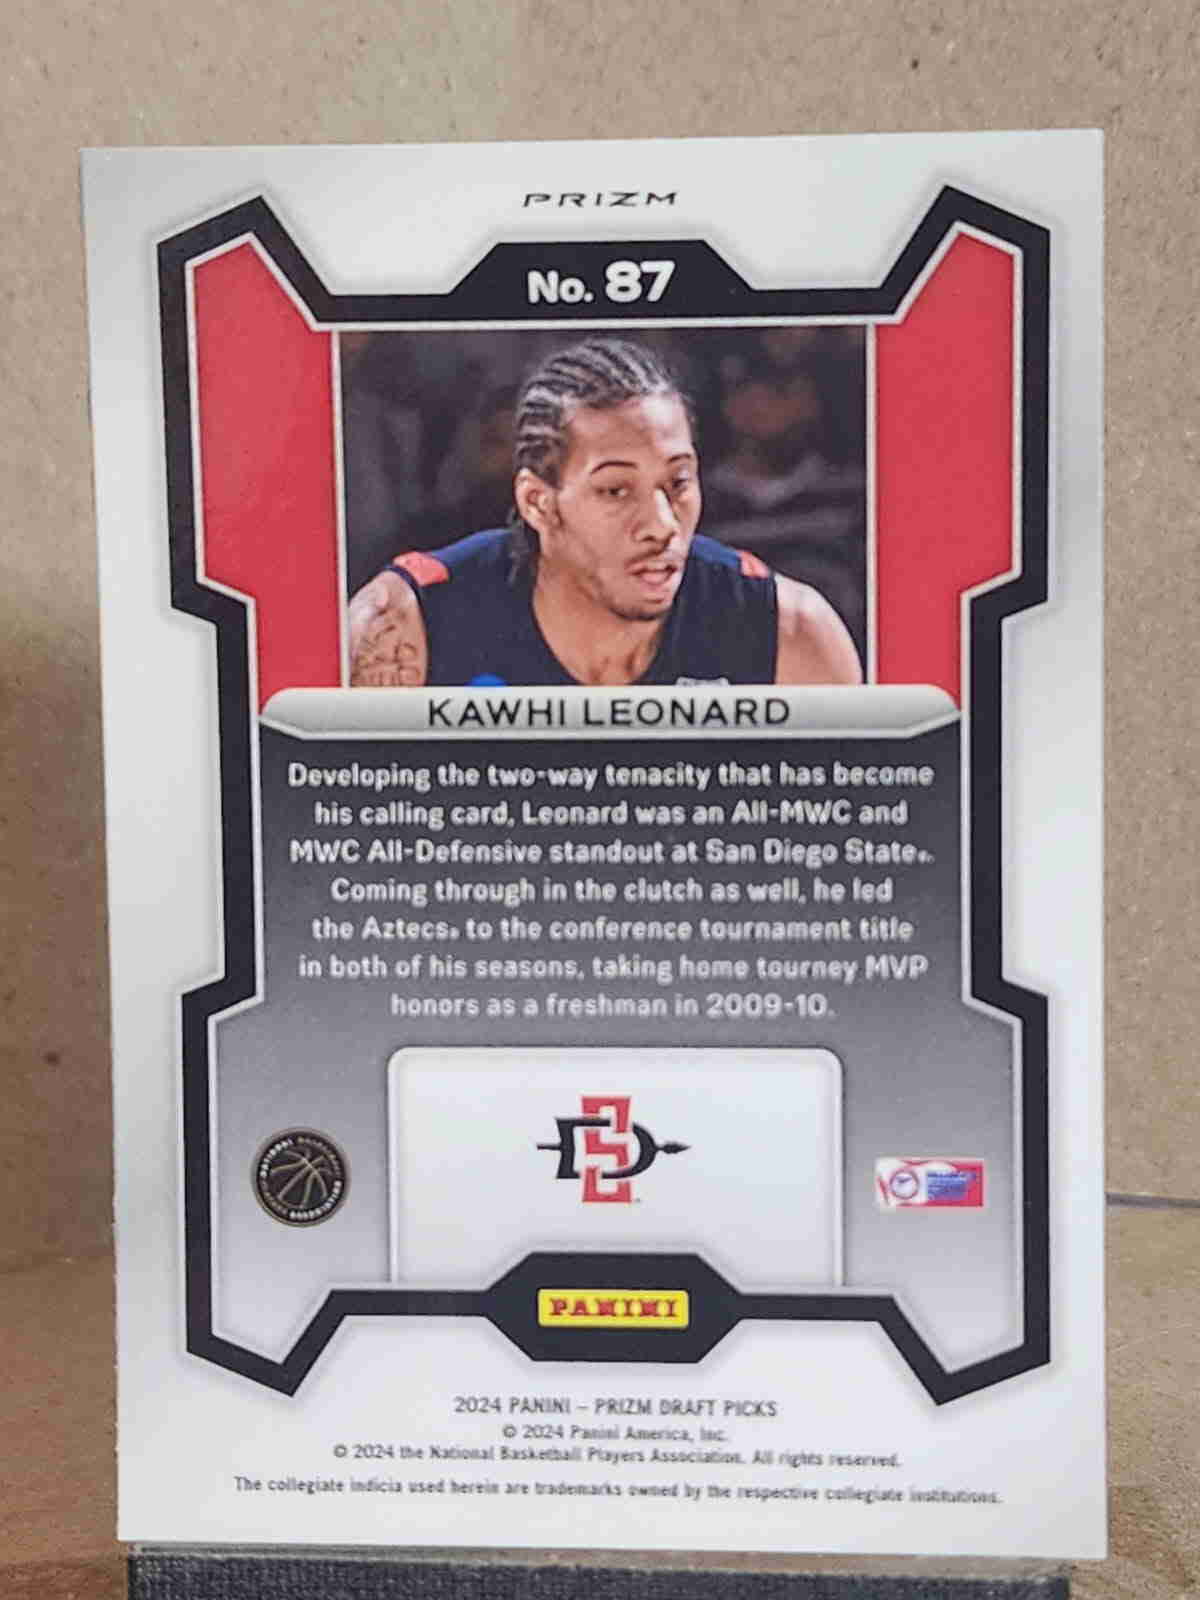 PRIZM
No. 87
KAWHI LEONARD
Developing the two-way tenacity that has become
his calling card, Leonard was an All-MWC and
MWC All-Defensive standout at San Diego State®.
Coming through in the clutch as well, he led
the Aztecs® to the conference tournament title
in both of his seasons, taking home tourney MVP
honors as a freshman in 2009-10.
SD
PANINI
2024 PANINI – PRIZM DRAFT PICKS
© 2024 Panini America, Inc.
© 2024 the National Basketball Players Association. All rights reserved.
The collegiate indicia used herein are trademarks owned by the respective collegiate institutions.